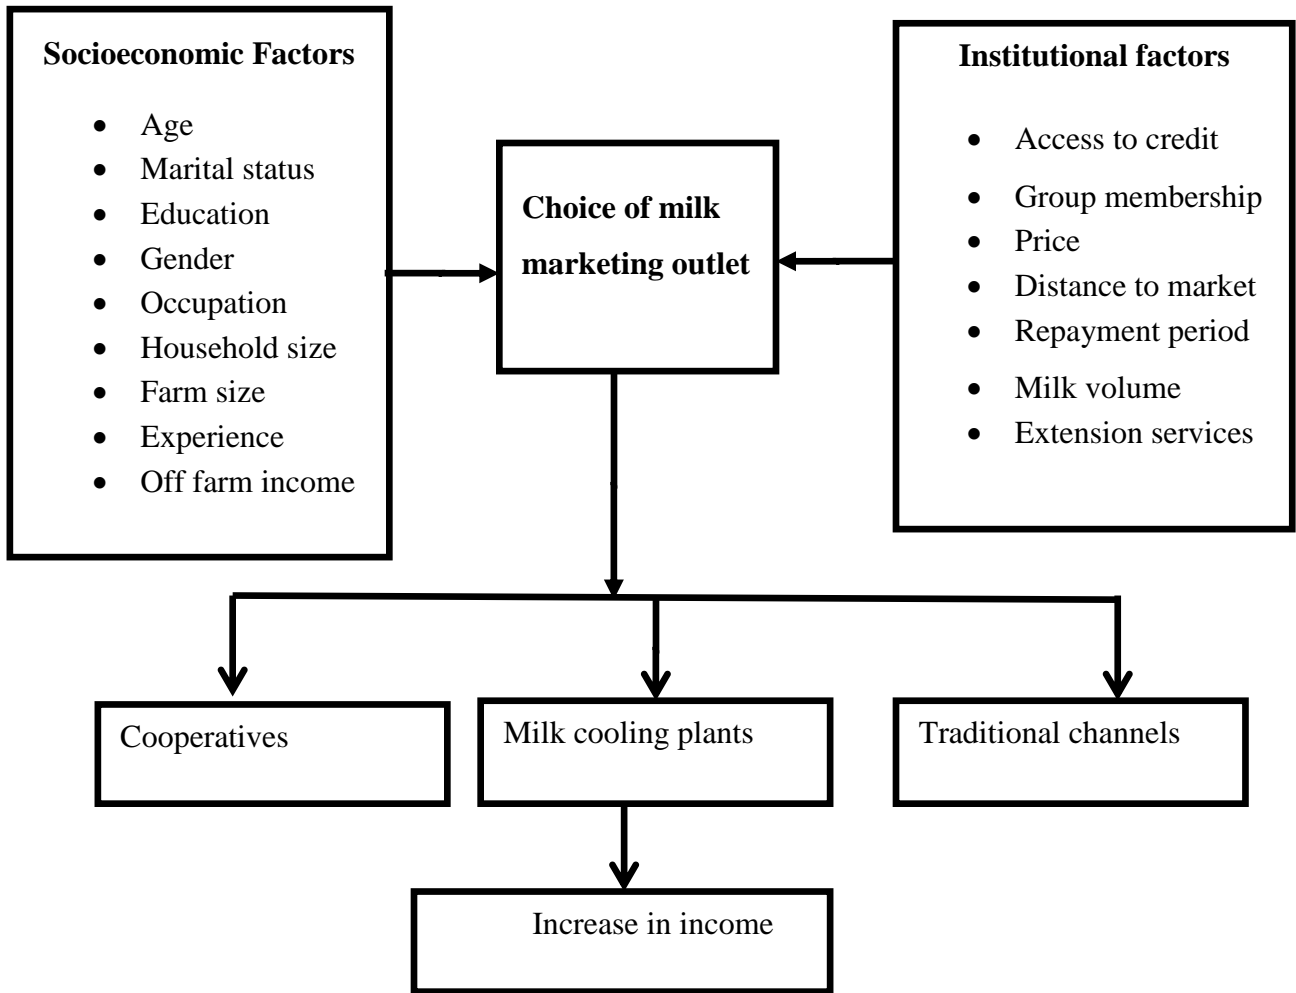 Socioeconomic Factors
• Age
• Marital status
• Education
• Gender
• Occupation
• Household size
• Farm size
• Experience
• Off farm income
Choice of milk
marketing outlet
Institutional factors
• Access to credit
• Group membership
• Price
• Distance to market
• Repayment period
• Milk volume
• Extension services
Cooperatives
Milk cooling plants
Traditional channels
Increase in income